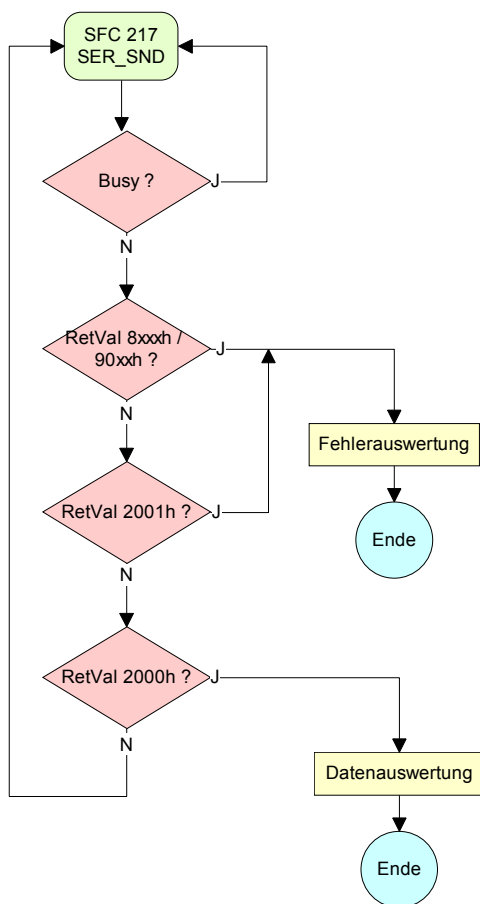 SFC 217
SER_SND
Busy ?
J
N
RetVal 8xxxh /
90xxh ?
J
N
Fehlerauswertung
RetVal 2001h ?
J
Ende
N
RetVal 2000h ?
J
N
Datenauswertung
Ende